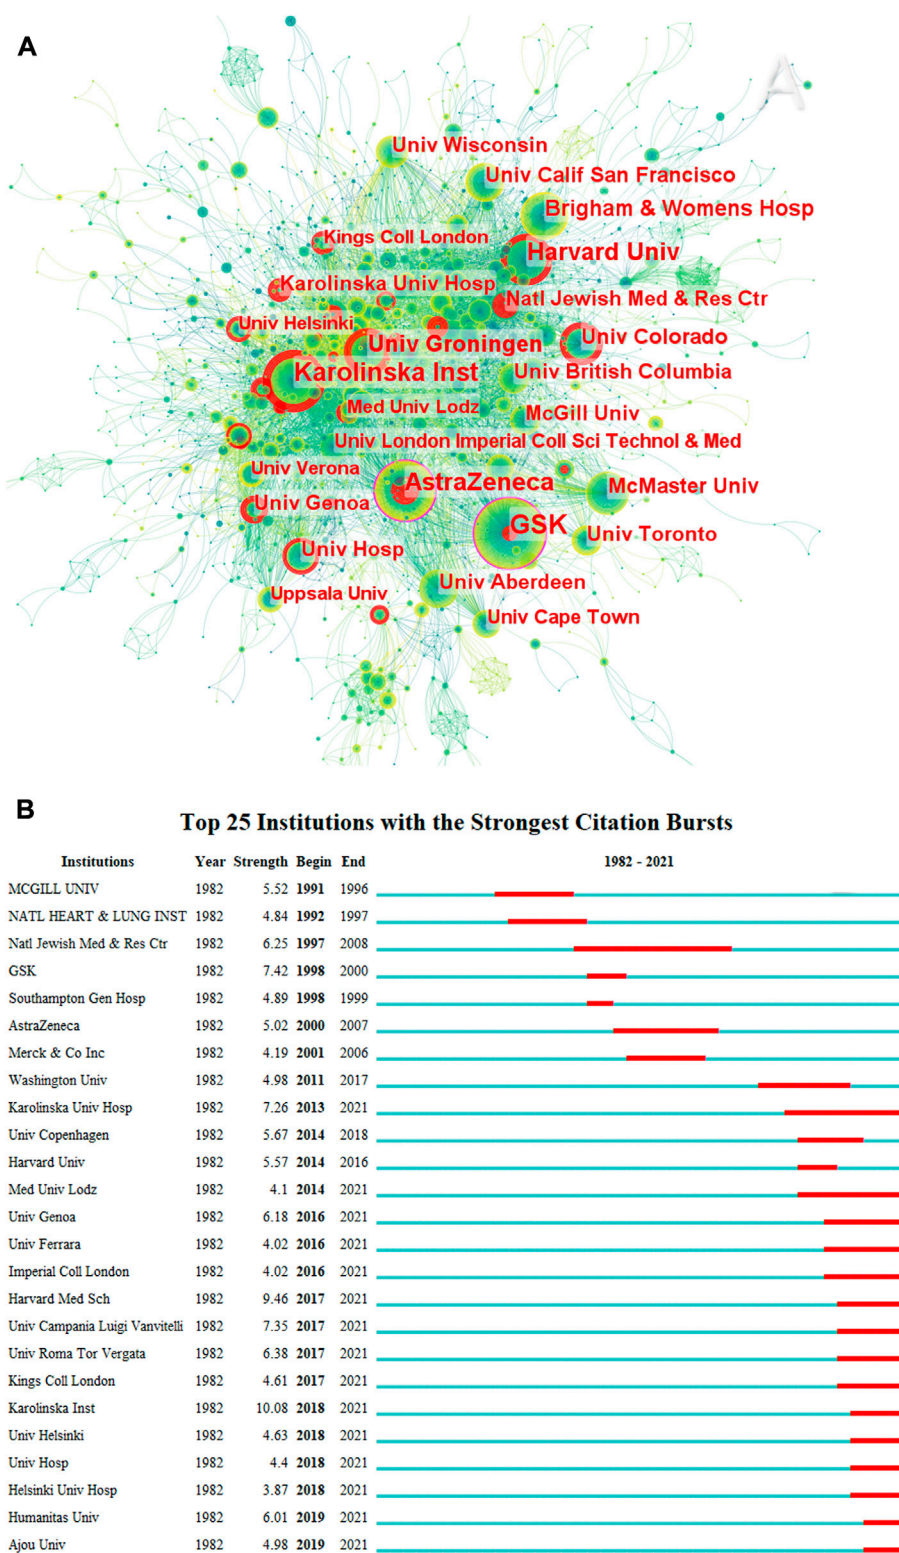 A
A
Univ Wisconsin
Univ Calif San Francisco
Brigham & Womens Hosp
Kings Coll London
Harvard Univ
Karolinska Univ Hosp
Natl Jewish Med & Res Ctr
Univ Helsinki
Univ Groningen
Univ Colorado
Karolinska Inst
Univ British Columbia
Med Univ Lodz
McGill Univ
Univ London Imperial Coll Sci Technol & Med
Univ Verona
AstraZeneca
McMaster Univ
Univ Genoa
GSK
Univ Toronto
Univ Hosp
Univ Aberdeen
Uppsala Univ
Univ Cape Town
B
Top 25 Institutions with the Strongest Citation Bursts
Institutions Year Strength Begin End 1982 - 2021
MCGILL UNIV 1982 5.52 1991 1996
NATL HEART & LUNG INST 1982 4.84 1992 1997
Natl Jewish Med & Res Ctr 1982 6.25 1997 2008
GSK 1982 7.42 1998 2000
Southampton Gen Hosp 1982 4.89 1998 1999
AstraZeneca 1982 5.02 2000 2007
Merck & Co Inc 1982 4.19 2001 2006
Washington Univ 1982 4.98 2011 2017
Karolinska Univ Hosp 1982 7.26 2013 2021
Univ Copenhagen 1982 5.67 2014 2018
Harvard Univ 1982 5.57 2014 2016
Med Univ Lodz 1982 4.1 2014 2021
Univ Genoa 1982 6.18 2016 2021
Univ Ferrara 1982 4.02 2016 2021
Imperial Coll London 1982 4.02 2016 2021
Harvard Med Sch 1982 9.46 2017 2021
Univ Campania Luigi Vanvitelli 1982 7.35 2017 2021
Univ Roma Tor Vergata 1982 6.38 2017 2021
Kings Coll London 1982 4.61 2017 2021
Karolinska Inst 1982 10.08 2018 2021
Univ Helsinki 1982 4.63 2018 2021
Univ Hosp 1982 4.4 2018 2021
Helsinki Univ Hosp 1982 3.87 2018 2021
Humanitas Univ 1982 6.01 2019 2021
Ajou Univ 1982 4.98 2019 2021